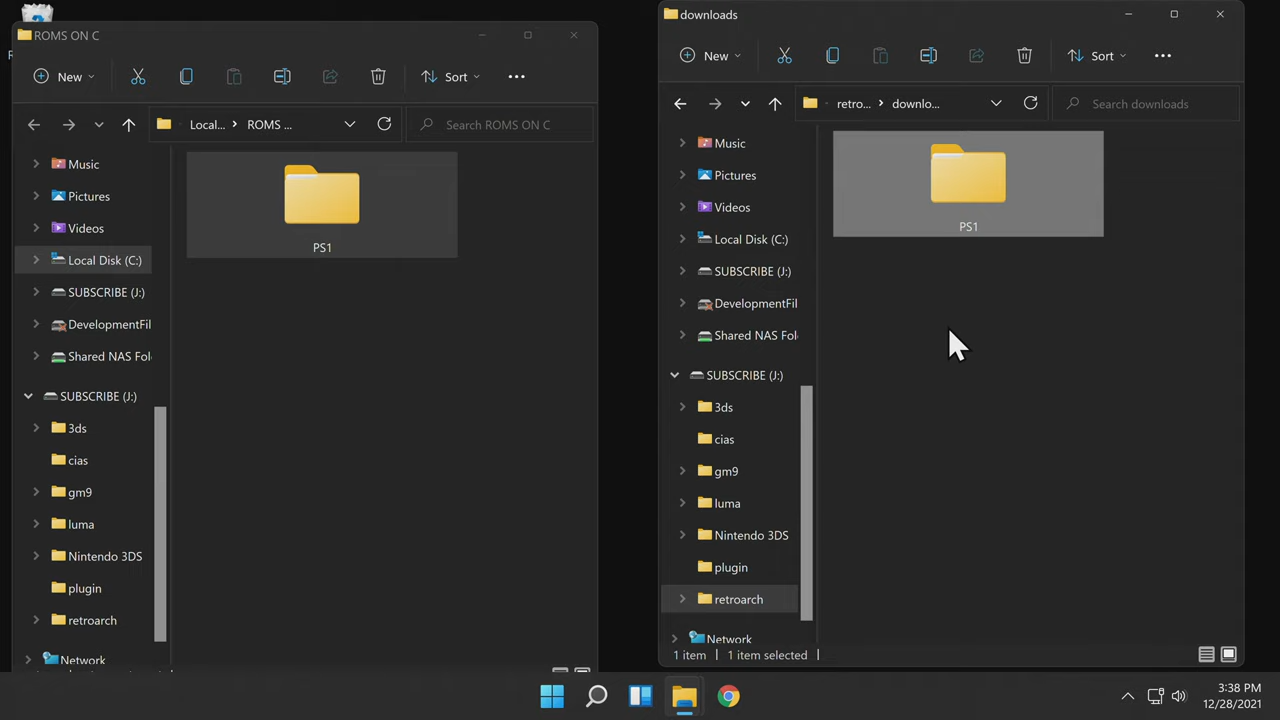 ROMS ON C
New
Sort
Local...
ROMS ...
Search ROMS ON C
Music
Pictures
Videos
Local Disk (C:)
SUBSCRIBE (J:)
DevelopmentFil
Shared NAS Fol
SUBSCRIBE (J:)
3ds
cias
gm9
luma
Nintendo 3DS
plugin
retroarch
Network
PS1
downloads
New
Sort
retro...
downlo...
Search downloads
Music
Pictures
Videos
Local Disk (C:)
SUBSCRIBE (J:)
DevelopmentFil
Shared NAS Fol
SUBSCRIBE (J:)
3ds
cias
gm9
luma
Nintendo 3DS
plugin
retroarch
Network
PS1
1 item
1 item selected
3:38 PM
12/28/2021